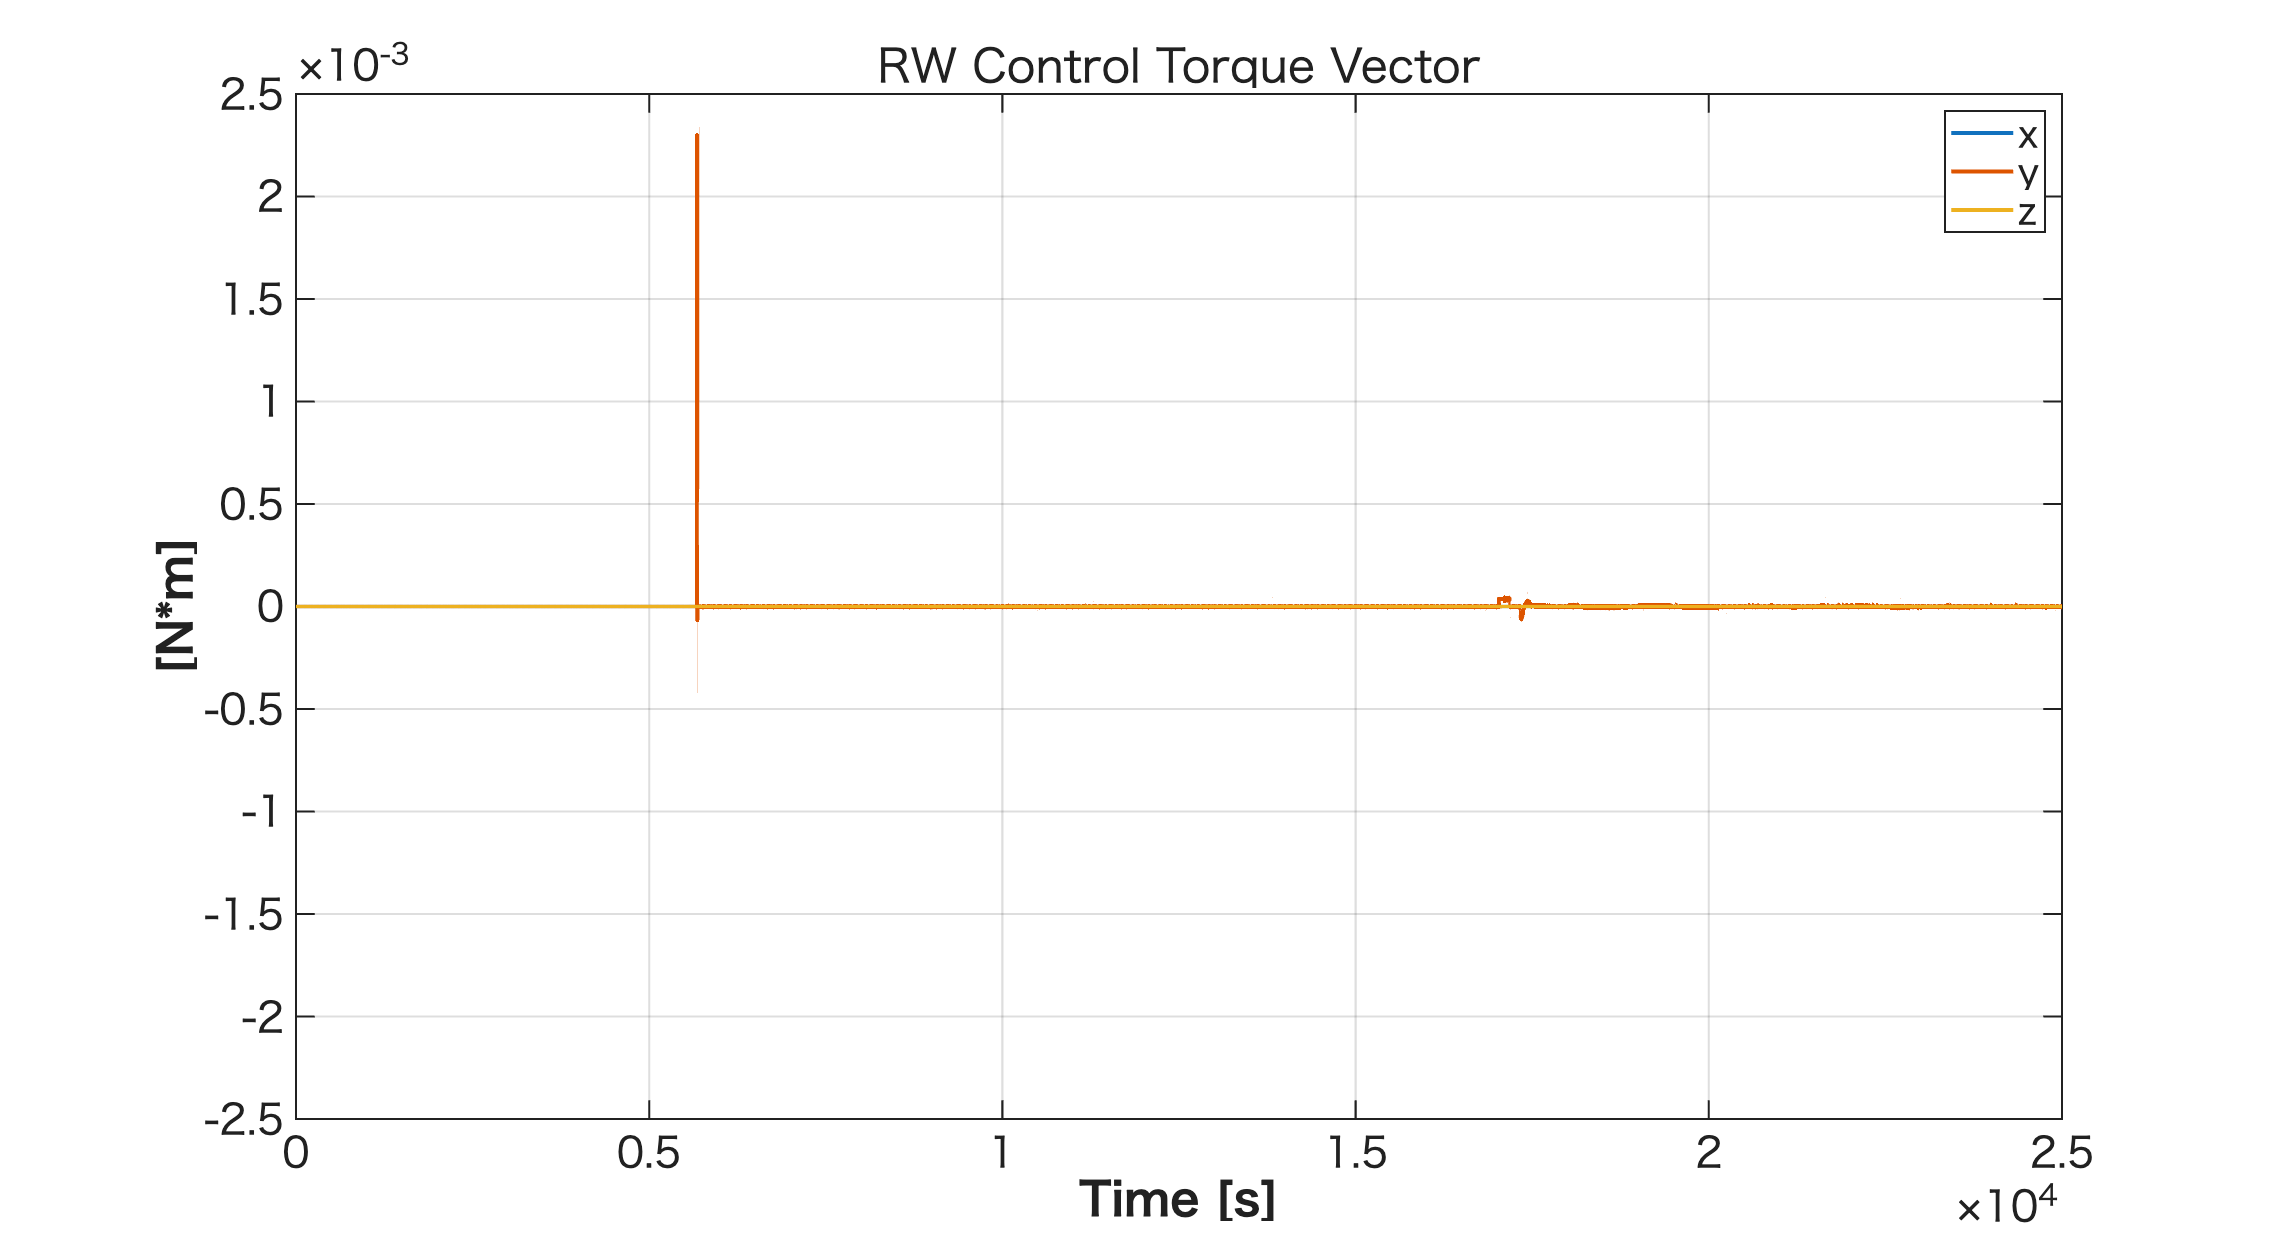 RW Control Torque Vector
×10-3
2.5
2
1.5
1
0.5
0
-0.5
-1
-1.5
-2
-2.5
[N*m]
x
y
z
0 0.5 1 1.5 2 2.5
Time [s]
×10⁴